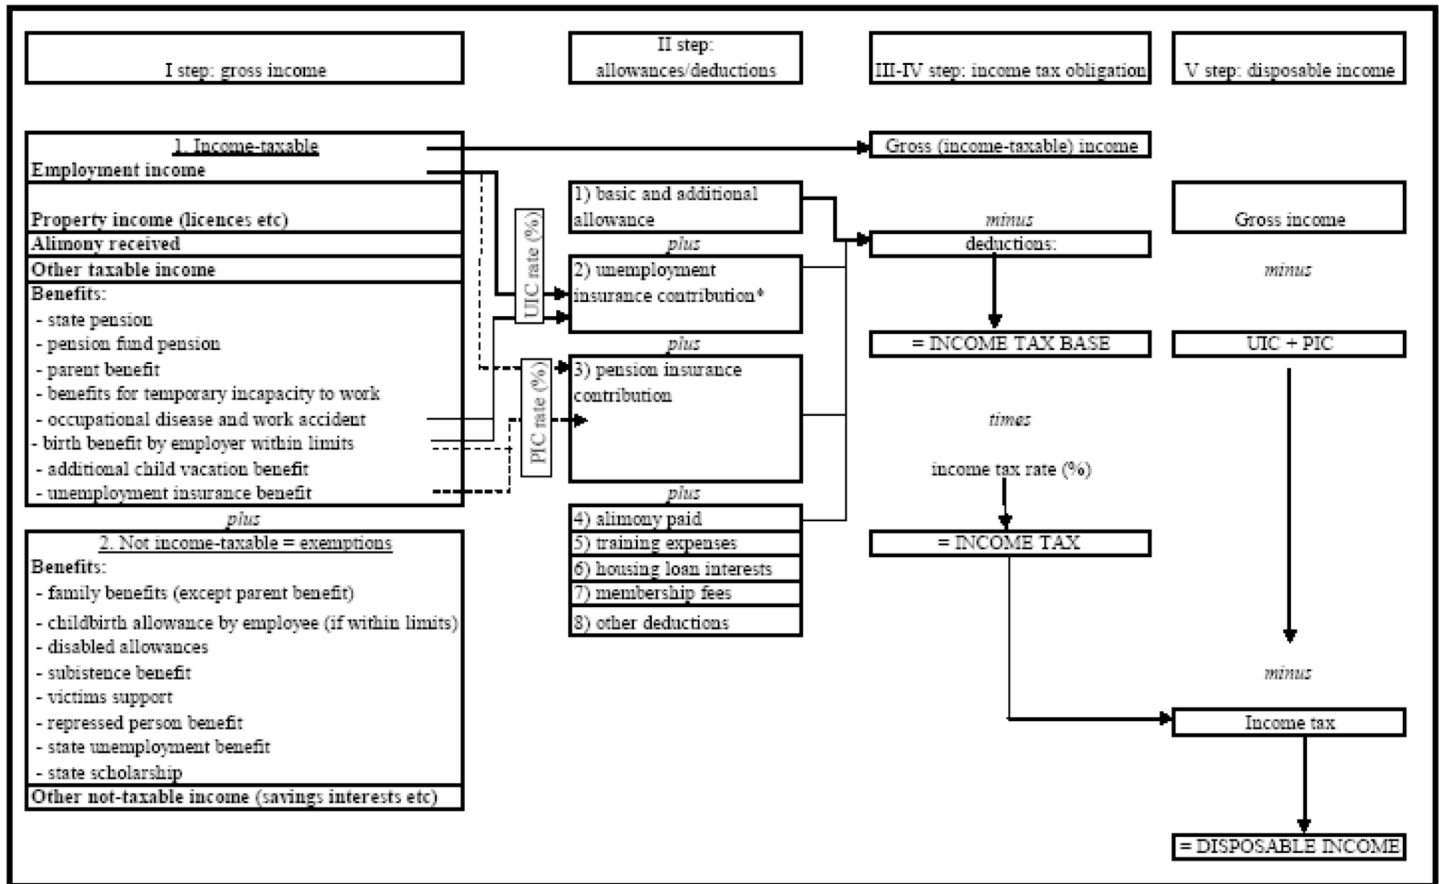 I step: gross income
II step:
allowances/deductions
III-IV step: income tax obligation
V step: disposable income
1. Income-taxable
Employment income
Property income (licences etc)
Alimony received
Other taxable income
Benefits:
- state pension
- pension fund pension
- parent benefit
- benefits for temporary incapacity to work
- occupational disease and work accident
- birth benefit by employer within limits
- additional child vacation benefit
- unemployment insurance benefit
plus
2. Not income-taxable = exemptions
Benefits:
- family benefits (except parent benefit)
- childbirth allowance by employee (if within limits)
- disabled allowances
- subistence benefit
- victims support
- repressed person benefit
- state unemployment benefit
- state scholarship
Other not-taxable income (savings interests etc)
UIC rate (%)
PIC rate (%)
1) basic and additional
allowance
plus
2) unemployment
insurance contribution*
plus
3) pension insurance
contribution
plus
4) alimony paid
5) training expenses
6) housing loan interests
7) membership fees
8) other deductions
Gross (income-taxable) income
minus
deductions:
= INCOME TAX BASE
times
income tax rate (%)
= INCOME TAX
Gross income
minus
UIC + PIC
minus
Income tax
= DISPOSABLE INCOME